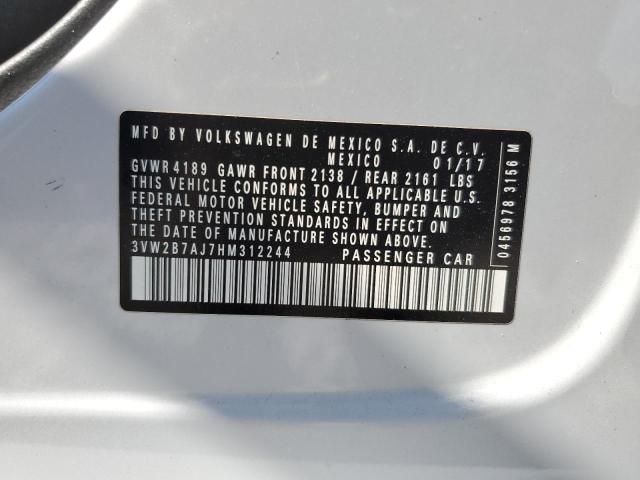 MFD BY VOLKSWAGEN DE MEXICO S.A. DE C.V.
MEXICO 01/17
GVWR 4189 GAWR FRONT 2138 / REAR 2161 LBS
THIS VEHICLE CONFORMS TO ALL APPLICABLE U.S.
FEDERAL MOTOR VEHICLE SAFETY, BUMPER AND
THEFT PREVENTION STANDARDS IN EFFECT ON
THE DATE OF MANUFACTURE SHOWN ABOVE.
3VW2B7AJ7HM312244 PASSENGER CAR
0456978 3156 M